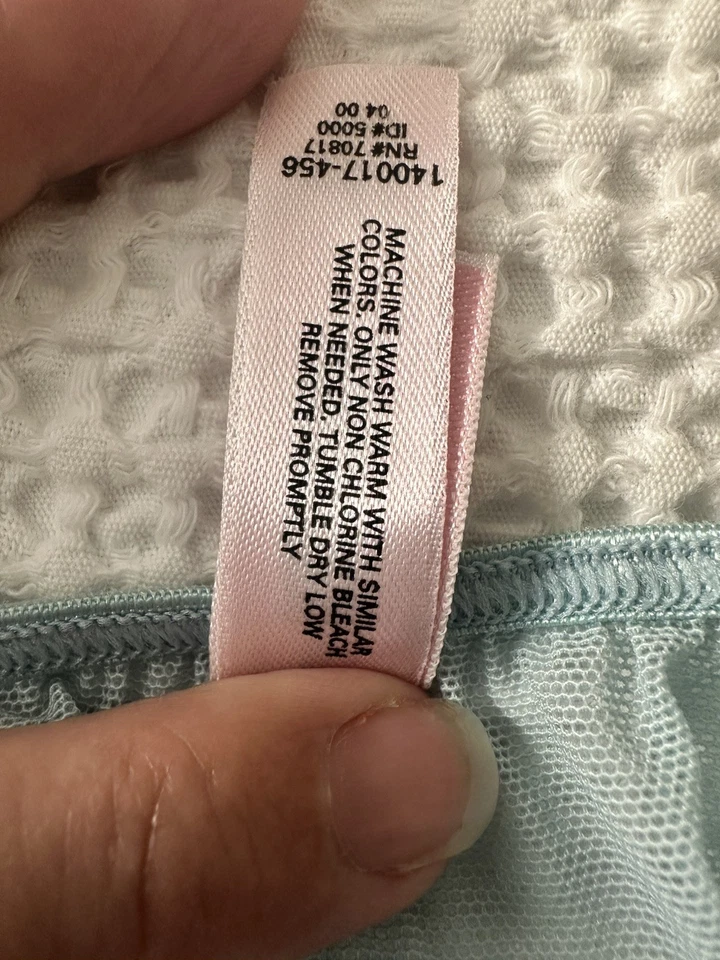 140017-456
RN# 70817
ID# 5000
04 00
MACHINE WASH WARM WITH SIMILAR
COLORS. ONLY NON CHLORINE BLEACH
WHEN NEEDED. TUMBLE DRY LOW
REMOVE PROMPTLY